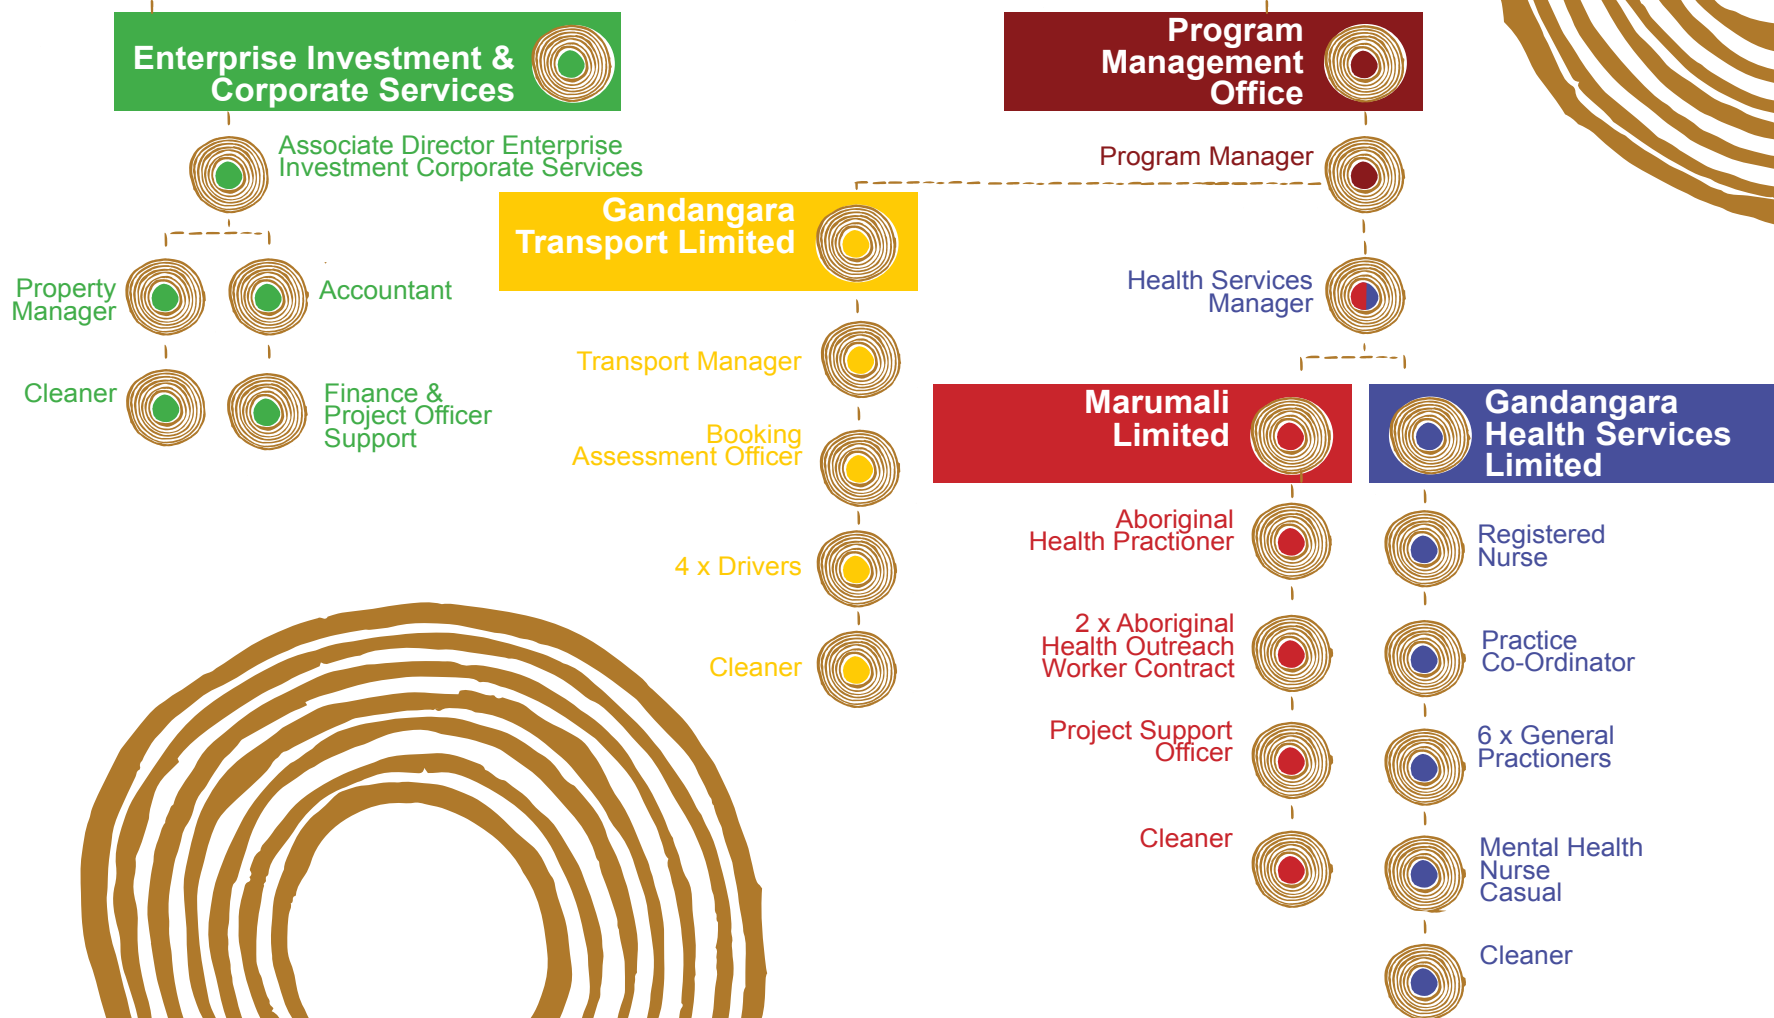 Enterprise Investment &
Corporate Services
Associate Director Enterprise
Investment Corporate Services
Property
Manager
Accountant
Cleaner
Finance &
Project Officer
Support
Program
Management
Office
Program Manager
Gandangara
Transport Limited
Transport Manager
Booking
Assessment Officer
4 x Drivers
Cleaner
Health Services
Manager
Marumali
Limited
Aboriginal
Health Practioner
2 x Aboriginal
Health Outreach
Worker Contract
Project Support
Officer
Cleaner
Gandangara
Health Services
Limited
Registered
Nurse
Practice
Co-Ordinator
6 x General
Practioners
Mental Health
Nurse
Casual
Cleaner